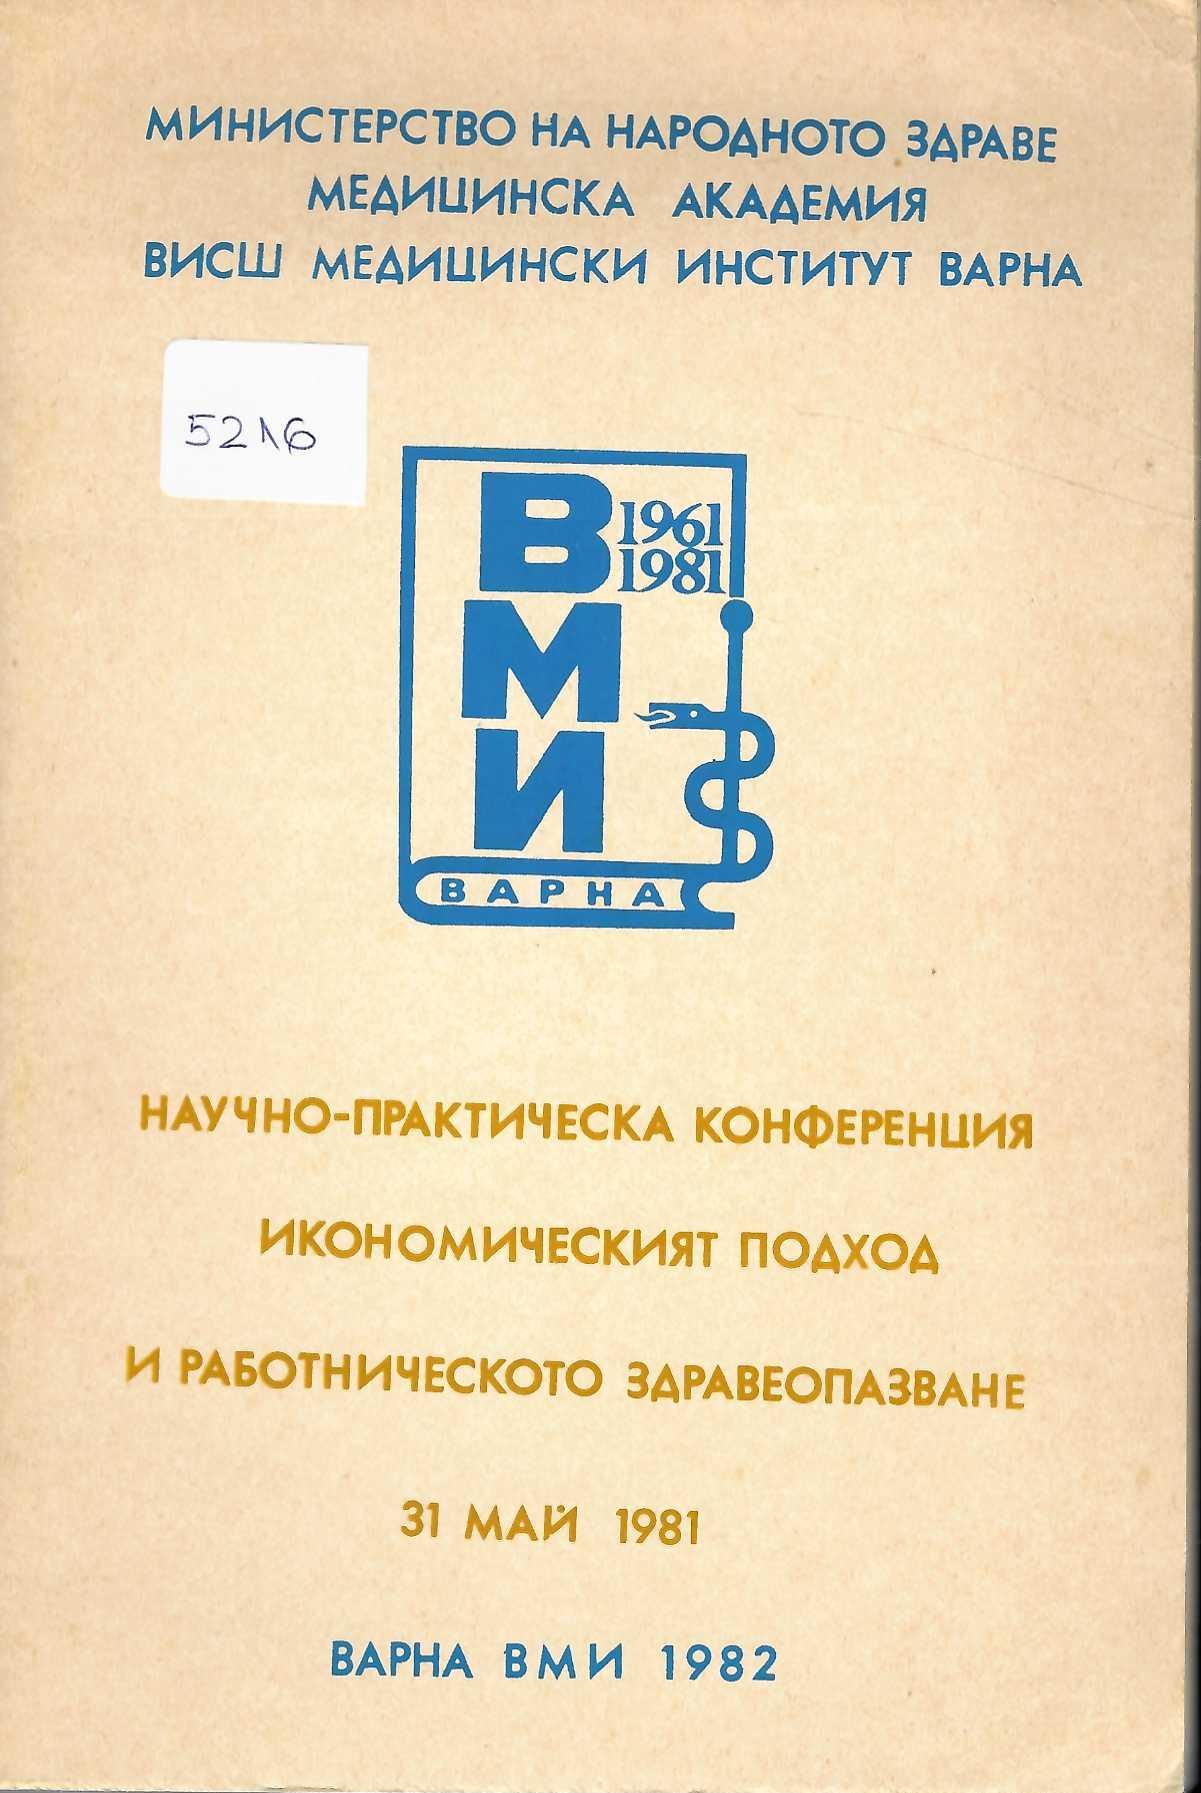 МИНИСТЕРСТВО НА НАРОДНОТО ЗДРАВЕ
МЕДИЦИНСКА АКАДЕМИЯ
ВИСШ МЕДИЦИНСКИ ИНСТИТУТ ВАРНА
5216
В 1961
1981
М
И
ВАРНА
НАУЧНО-ПРАКТИЧЕСКА КОНФЕРЕНЦИЯ
ИКОНОМИЧЕСКИЯТ ПОДХОД
И РАБОТНИЧЕСКОТО ЗДРАВЕОПАЗВАНЕ
31 МАЙ 1981
ВАРНА ВМИ 1982